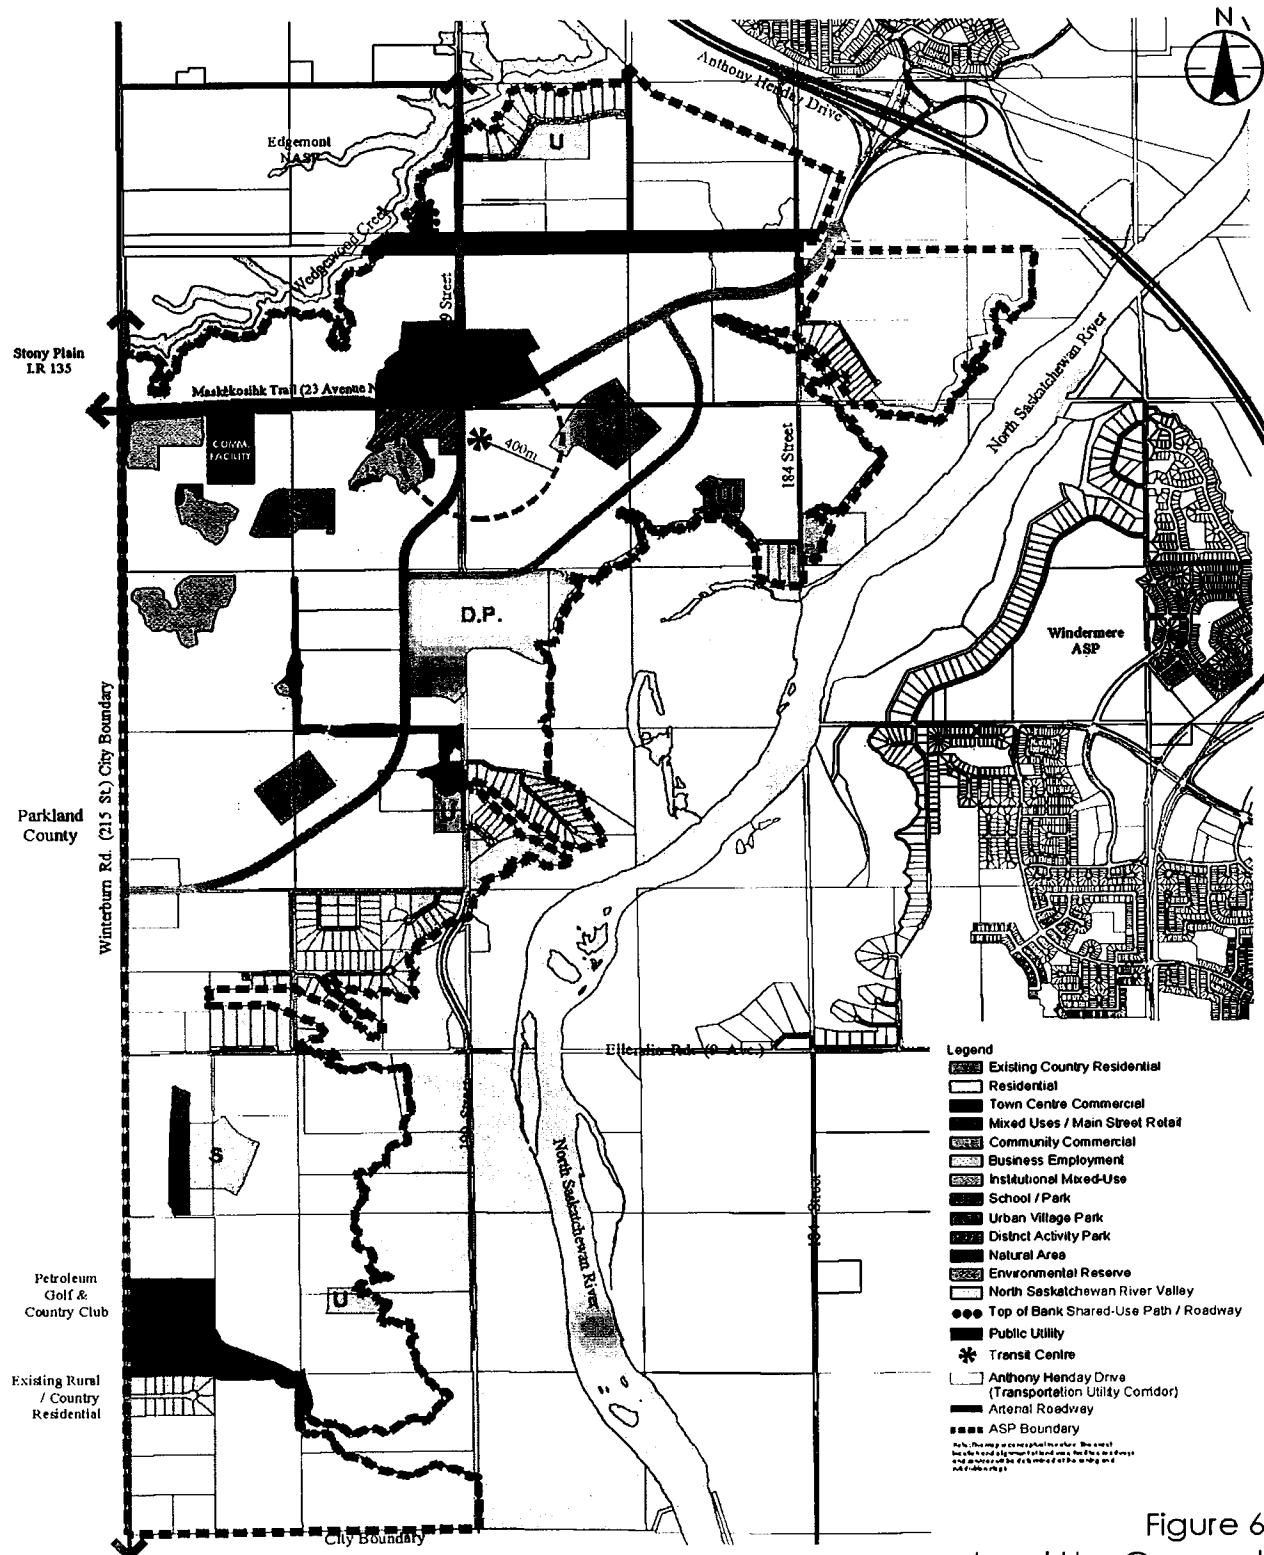 N
Anthony Henday Drive
Edgemont
NASP
U
Wedgewood Creek
9 Street
Stony Plain
I.R 135
Maskêkosihk Trail (23 Avenue N
COMM.
FACILITY
400m
184 Street
North Saskatchewan River
D.P.
Windermere
ASP
Winterburn Rd. (215 St.) City Boundary
Parkland
County
U
Ellerslie Rd. (9 Ave.)
Street
S
North Saskatchewan River
Street
Petroleum
Golf &
Country Club
U
Existing Rural
/ Country
Residential
City Boundary
Legend
Existing Country Residential
Residential
Town Centre Commercial
Mixed Uses / Main Street Retail
Community Commercial
Business Employment
Institutional Mixed-Use
School / Park
Urban Village Park
District Activity Park
Natural Area
Environmental Reserve
North Saskatchewan River Valley
Top of Bank Shared-Use Path / Roadway
Public Utility
Transit Centre
Anthony Henday Drive
(Transportation Utility Corridor)
Arterial Roadway
ASP Boundary
Figure 6